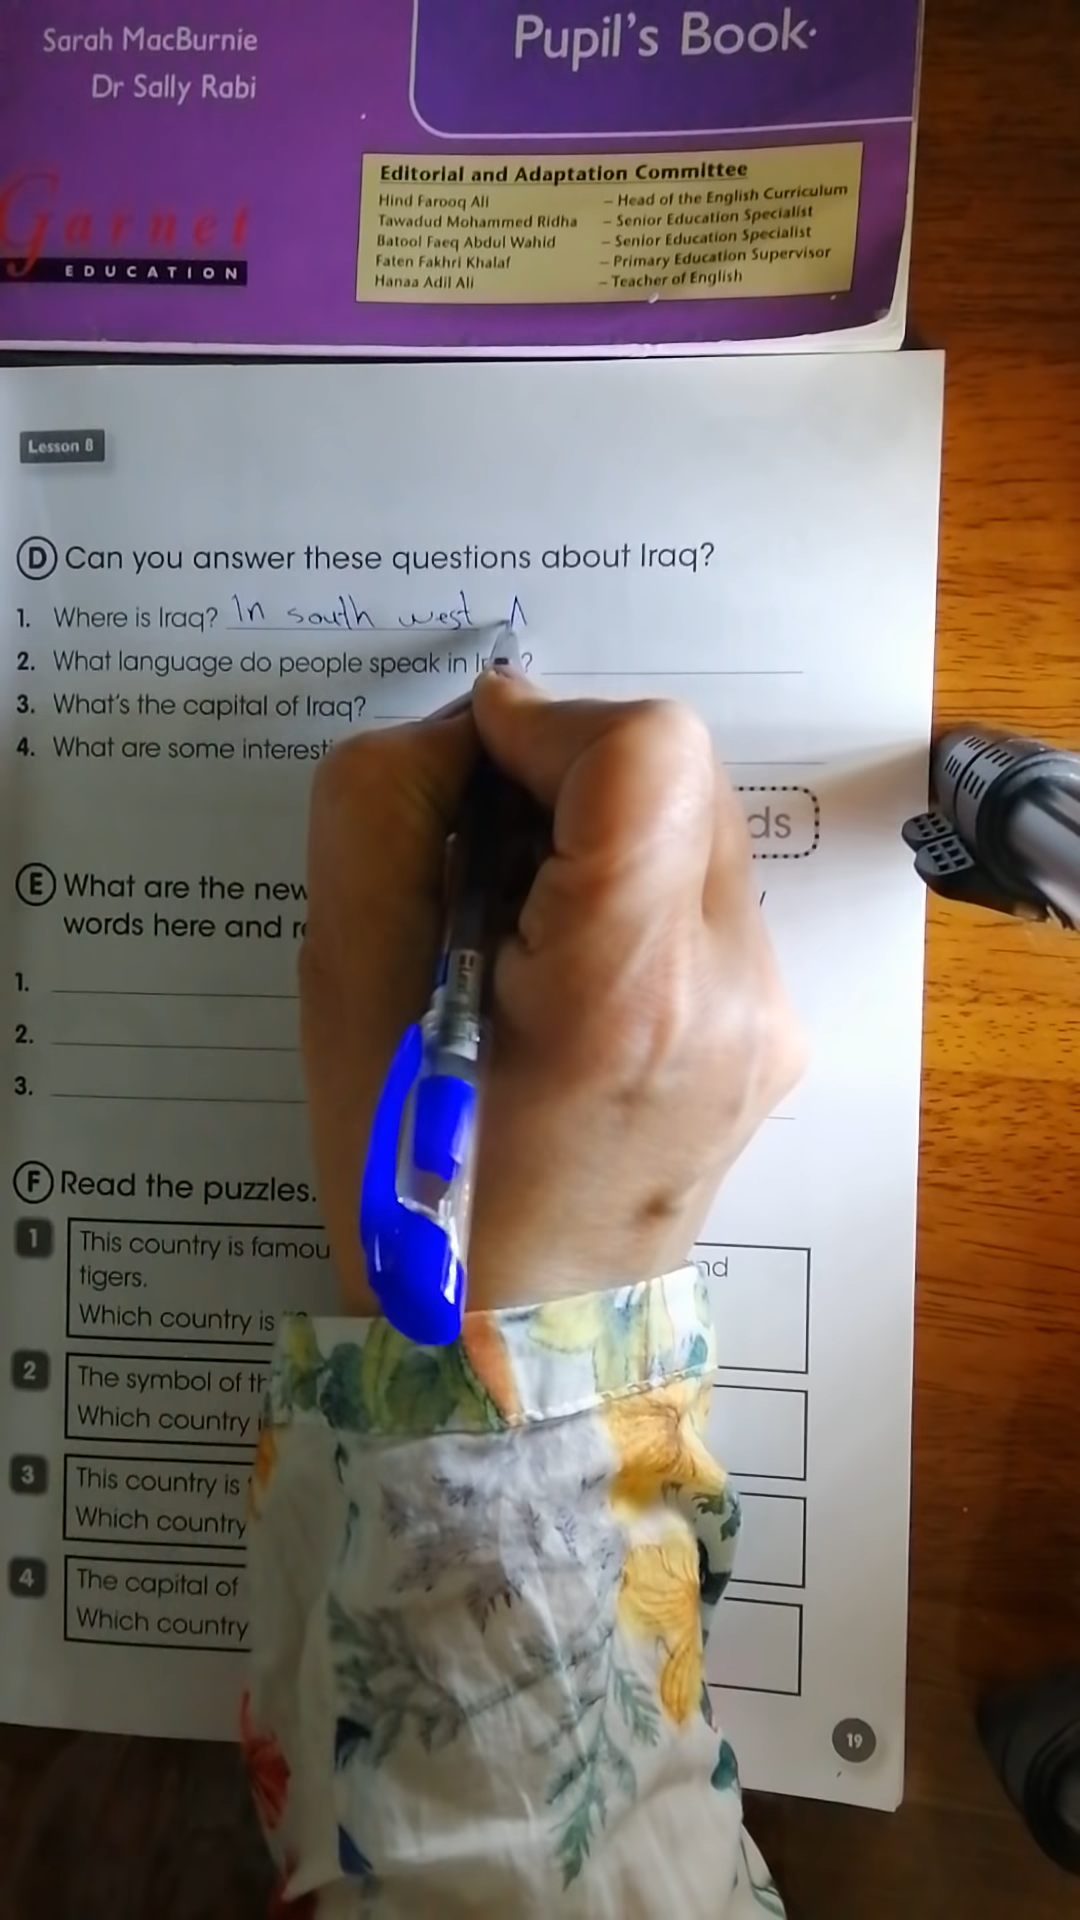 Sarah MacBurnie
Dr Sally Rabi
Pupil's Book
Garnet
EDUCATION
Editorial and Adaptation Committee
Hind Farooq Ali – Head of the English Curriculum
Tawadud Mohammed Ridha – Senior Education Specialist
Batool Faeq Abdul Wahid – Senior Education Specialist
Faten Fakhri Khalaf – Primary Education Supervisor
Hanaa Adil Ali – Teacher of English
Lesson 8
D Can you answer these questions about Iraq?
1. Where is Iraq? In south west
2. What language do people speak in ?
3. What's the capital of Iraq?
4. What are some
E What are the new
words here and
1.
2.
3.
F Read the puzzles.
1 This country is
tigers.
Which country is
2 The symbol of
Which country
3 This country is
Which country
4 The capital of
Which country
19